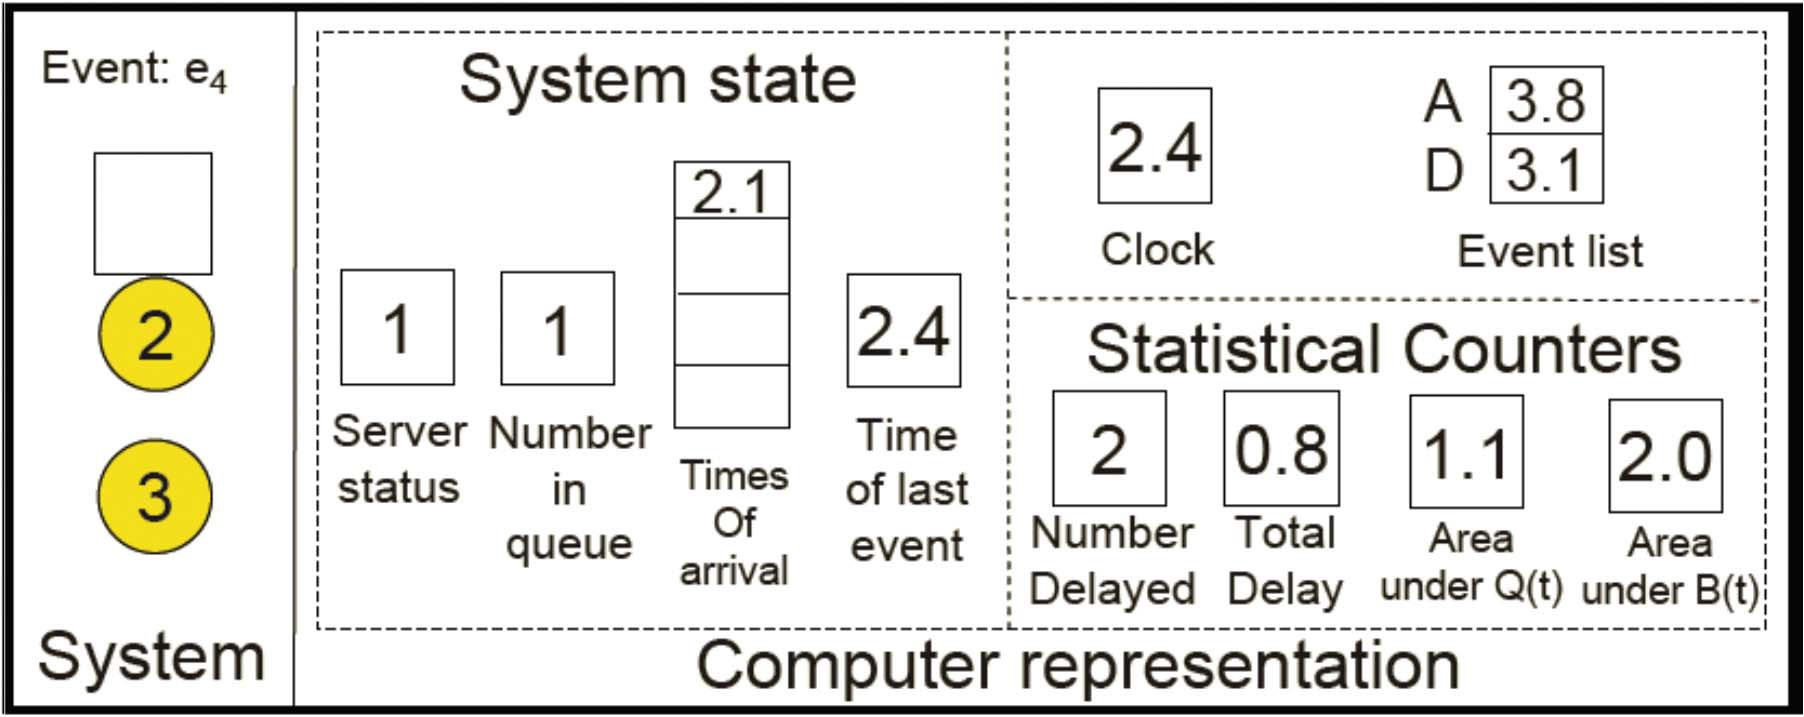 Event: e₄
2
3
System
System state
1
Server
status
1
Number
in
queue
2.1
Times
Of
arrival
2.4
Time
of last
event
2.4
Clock
A 3.8
D 3.1
Event list
Statistical Counters
2
Number
Delayed
0.8
Total
Delay
1.1
Area
under Q(t)
2.0
Area
under B(t)
Computer representation